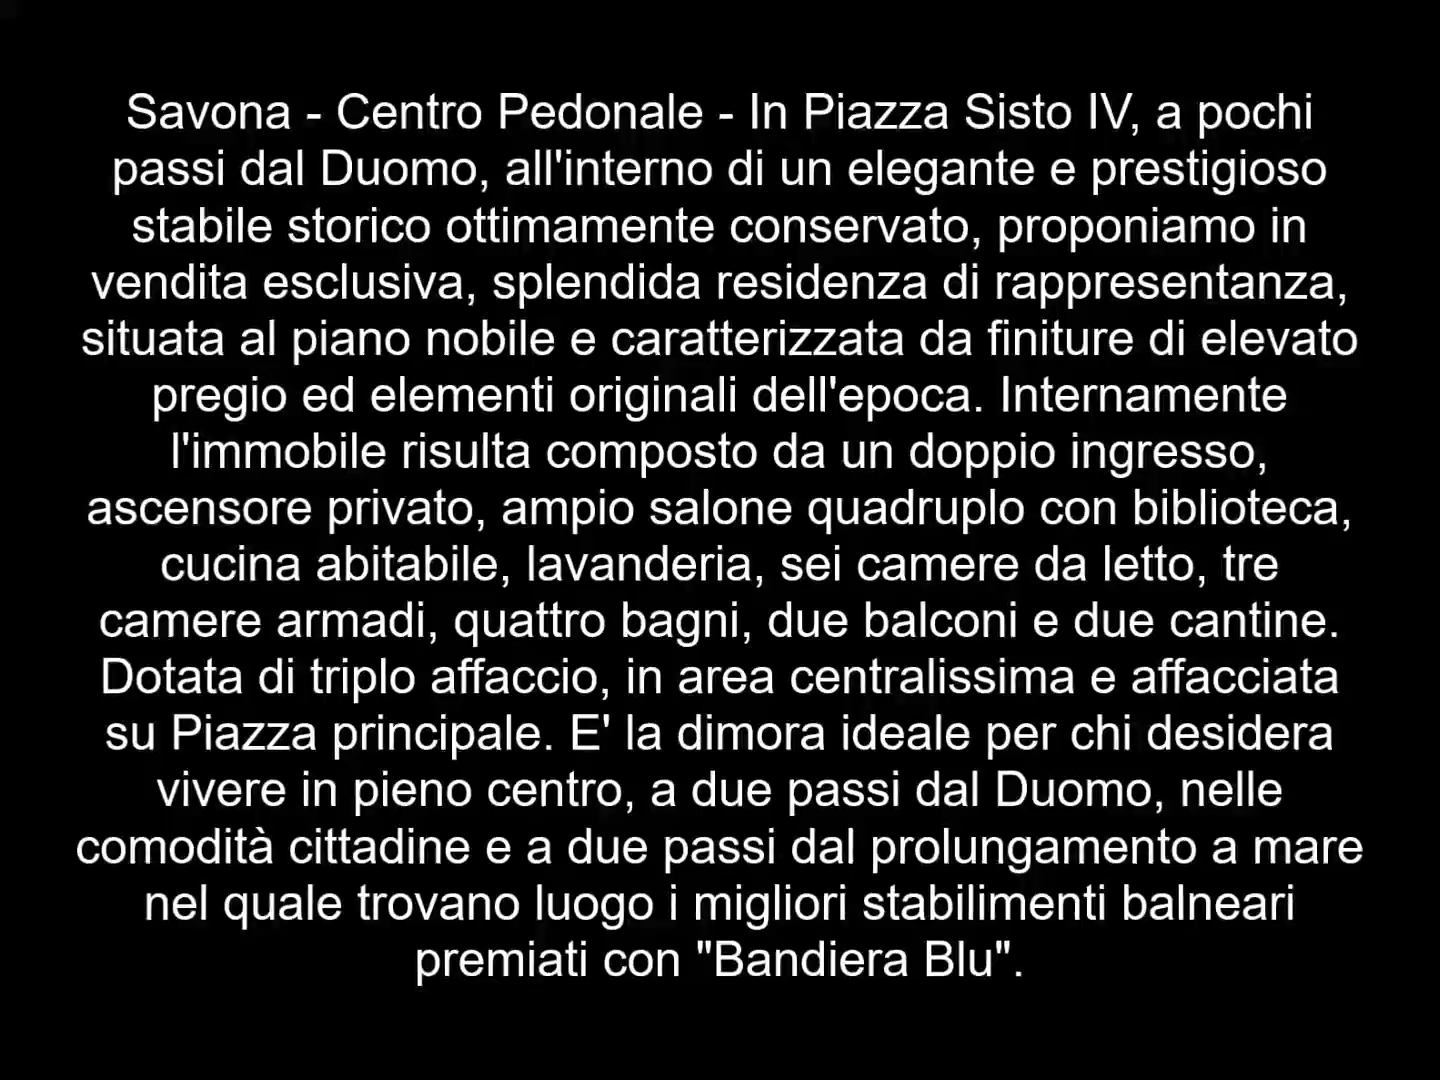 Savona - Centro Pedonale - In Piazza Sisto IV, a pochi
passi dal Duomo, all'interno di un elegante e prestigioso
stabile storico ottimamente conservato, proponiamo in
vendita esclusiva, splendida residenza di rappresentanza,
situata al piano nobile e caratterizzata da finiture di elevato
pregio ed elementi originali dell'epoca. Internamente
l'immobile risulta composto da un doppio ingresso,
ascensore privato, ampio salone quadruplo con biblioteca,
cucina abitabile, lavanderia, sei camere da letto, tre
camere armadi, quattro bagni, due balconi e due cantine.
Dotata di triplo affaccio, in area centralissima e affacciata
su Piazza principale. E' la dimora ideale per chi desidera
vivere in pieno centro, a due passi dal Duomo, nelle
comodità cittadine e a due passi dal prolungamento a mare
nel quale trovano luogo i migliori stabilimenti balneari
premiati con "Bandiera Blu".